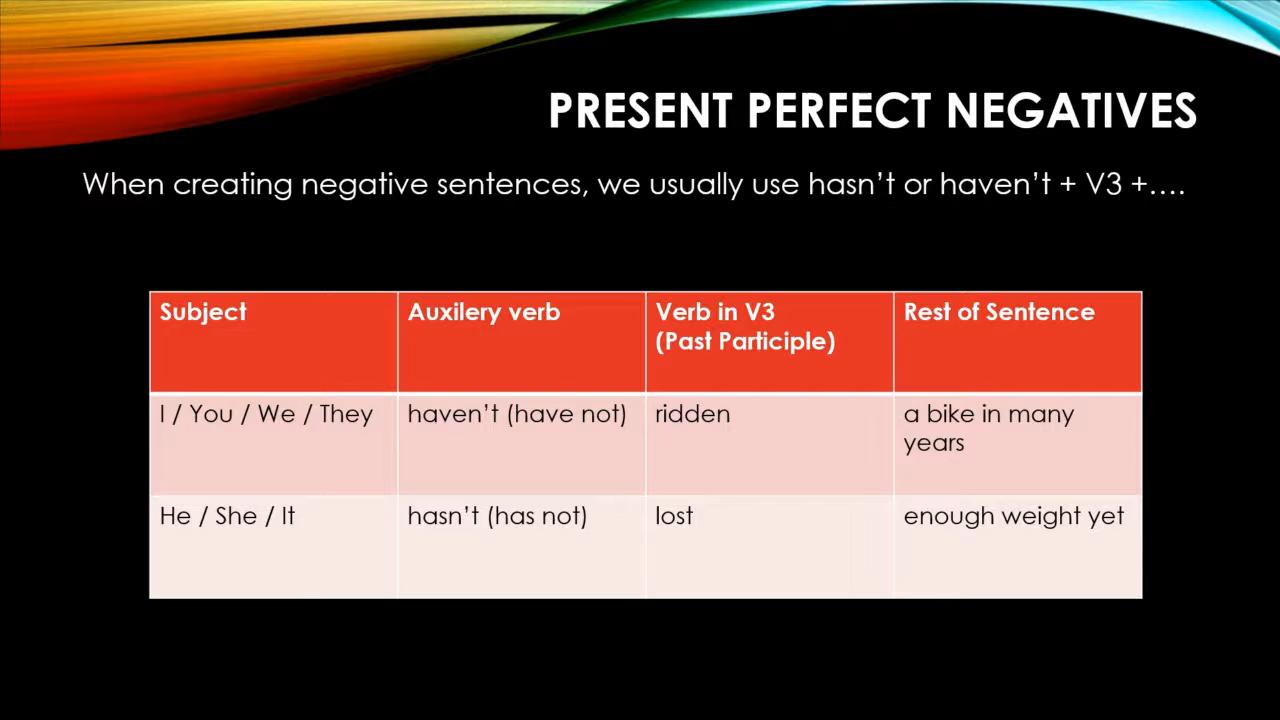 PRESENT PERFECT NEGATIVES
When creating negative sentences, we usually use hasn’t or haven’t + V3 +….
Subject
Auxilery verb
Verb in V3
(Past Participle)
Rest of Sentence
I / You / We / They
haven’t (have not)
ridden
a bike in many
years
He / She / It
hasn’t (has not)
lost
enough weight yet